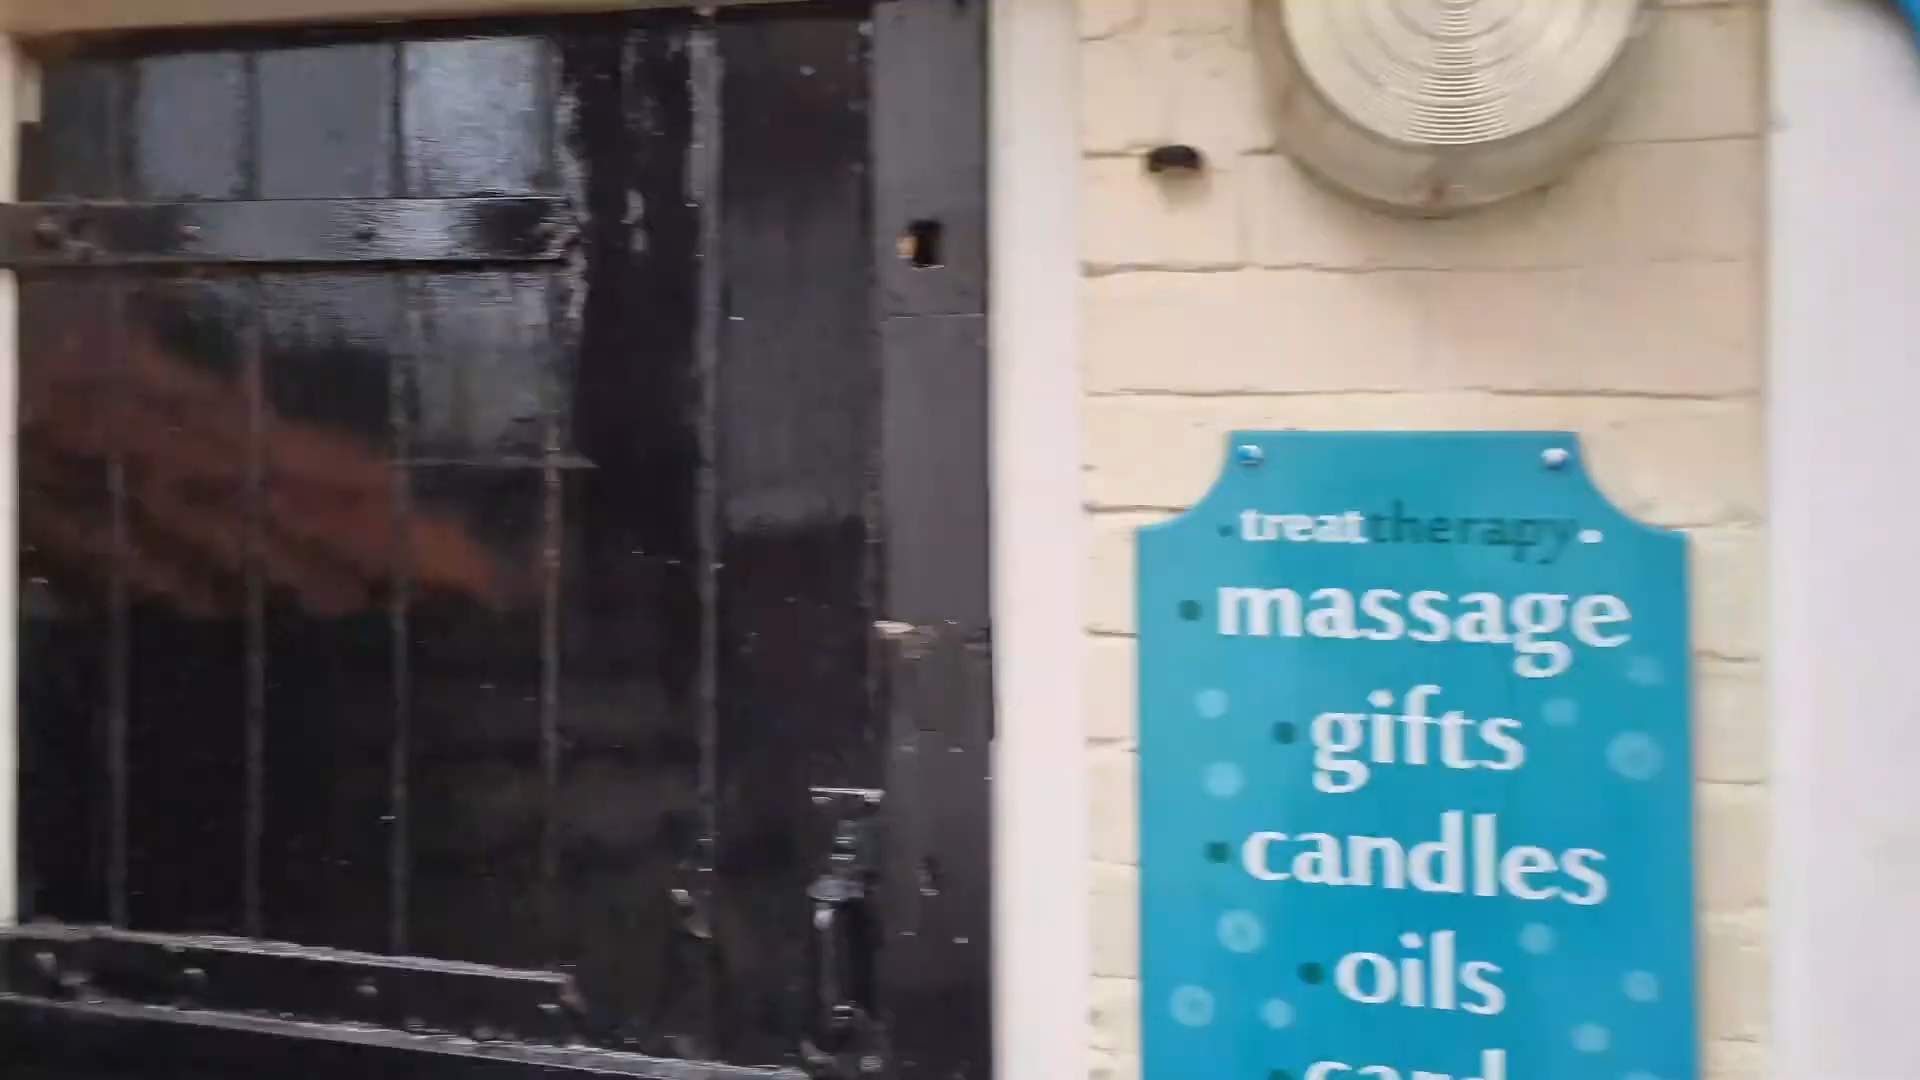 treattherapy
massage
gifts
candles
oils